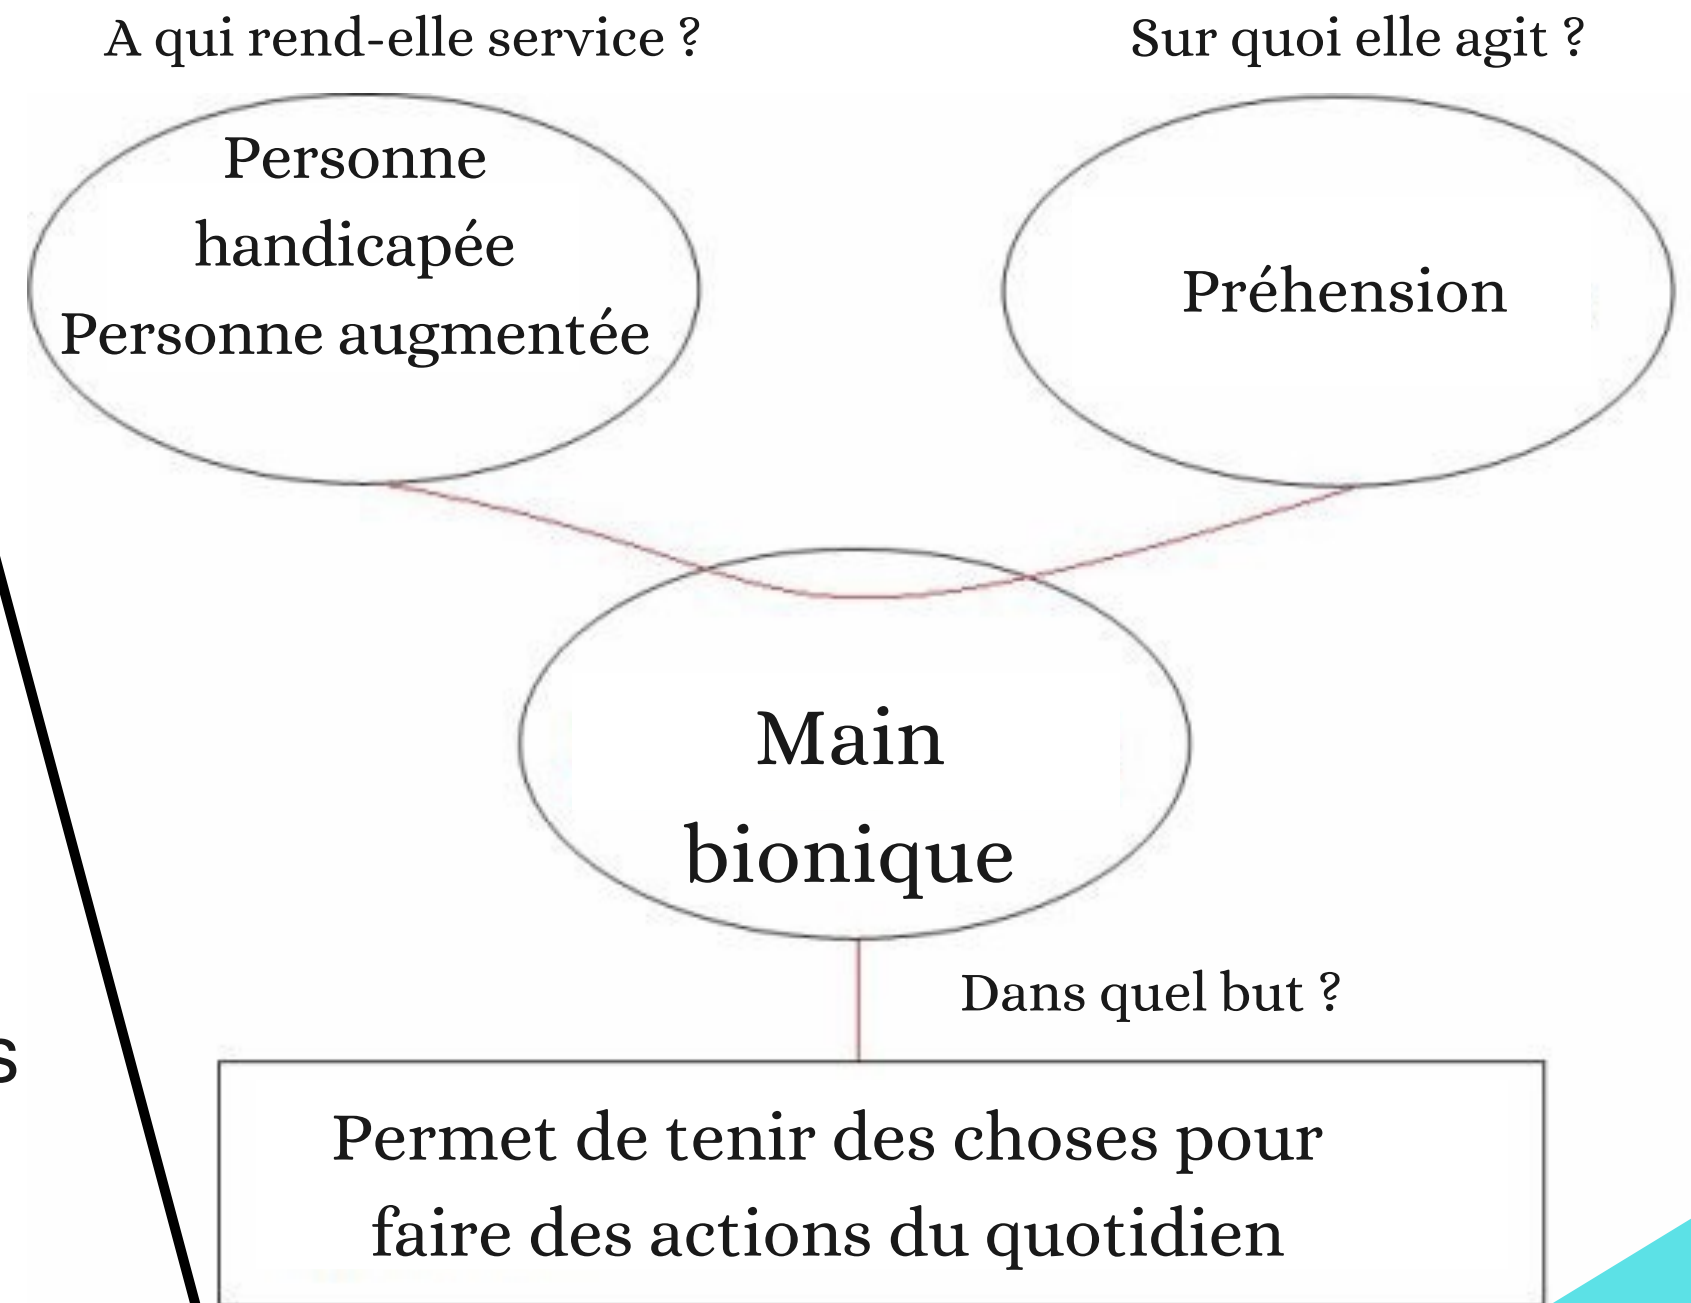 A qui rend-elle service ?
Sur quoi elle agit ?
Personne
handicapée
Personne augmentée
Préhension
Main
bionique
Dans quel but ?
s
Permet de tenir des choses pour
faire des actions du quotidien